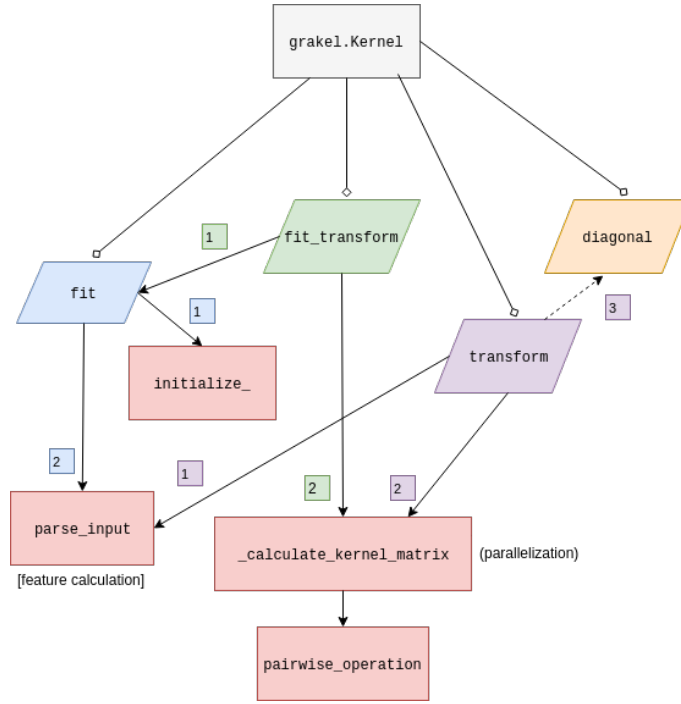 grakel.Kernel
1
fit_transform
diagonal
fit
1
3
initialize_
transform
2
1
2
2
parse_input
_calculate_kernel_matrix
(parallelization)
[feature calculation]
pairwise_operation